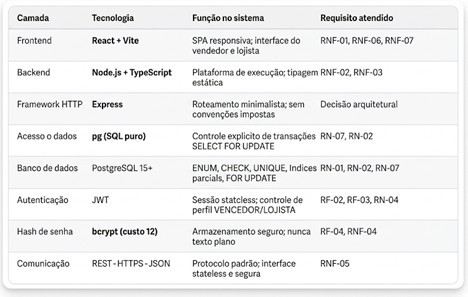 Camada Tecnologia Função no sistema Requisito atendido
Frontend React + Vite SPA responsiva; interface do RNF-01, RNF-06, RNF-07
vendedor e lojista
Backend Node.js + TypeScript Plataforma de execução; tipagem RNF-02, RNF-03
estática
Framework HTTP Express Roteamento minimalista; sem Decisão arquitetural
convenções impostas
Acesso o dados pg (SQL puro) Controle explicito de transações RN-07, RN-02
SELECT FOR UPDATE
Banco de dados PostgreSQL 15+ ENUM, CHECK, UNIQUE, Indices RN-01, RN-02, RN-07
parcials, FOR UPDATE
Autenticação JWT Sessão statcless; controle de RF-02, RF-03, RN-04
perfil VENCEDOR/LOJISTA
Hash de senha bcrypt (custo 12) Armazenamento seguro; nunca RF-04, RNF-04
texto plano
Comunicação REST-HTTPS-JSON Protocolo padrão; interface RNF-05
stateless e segura